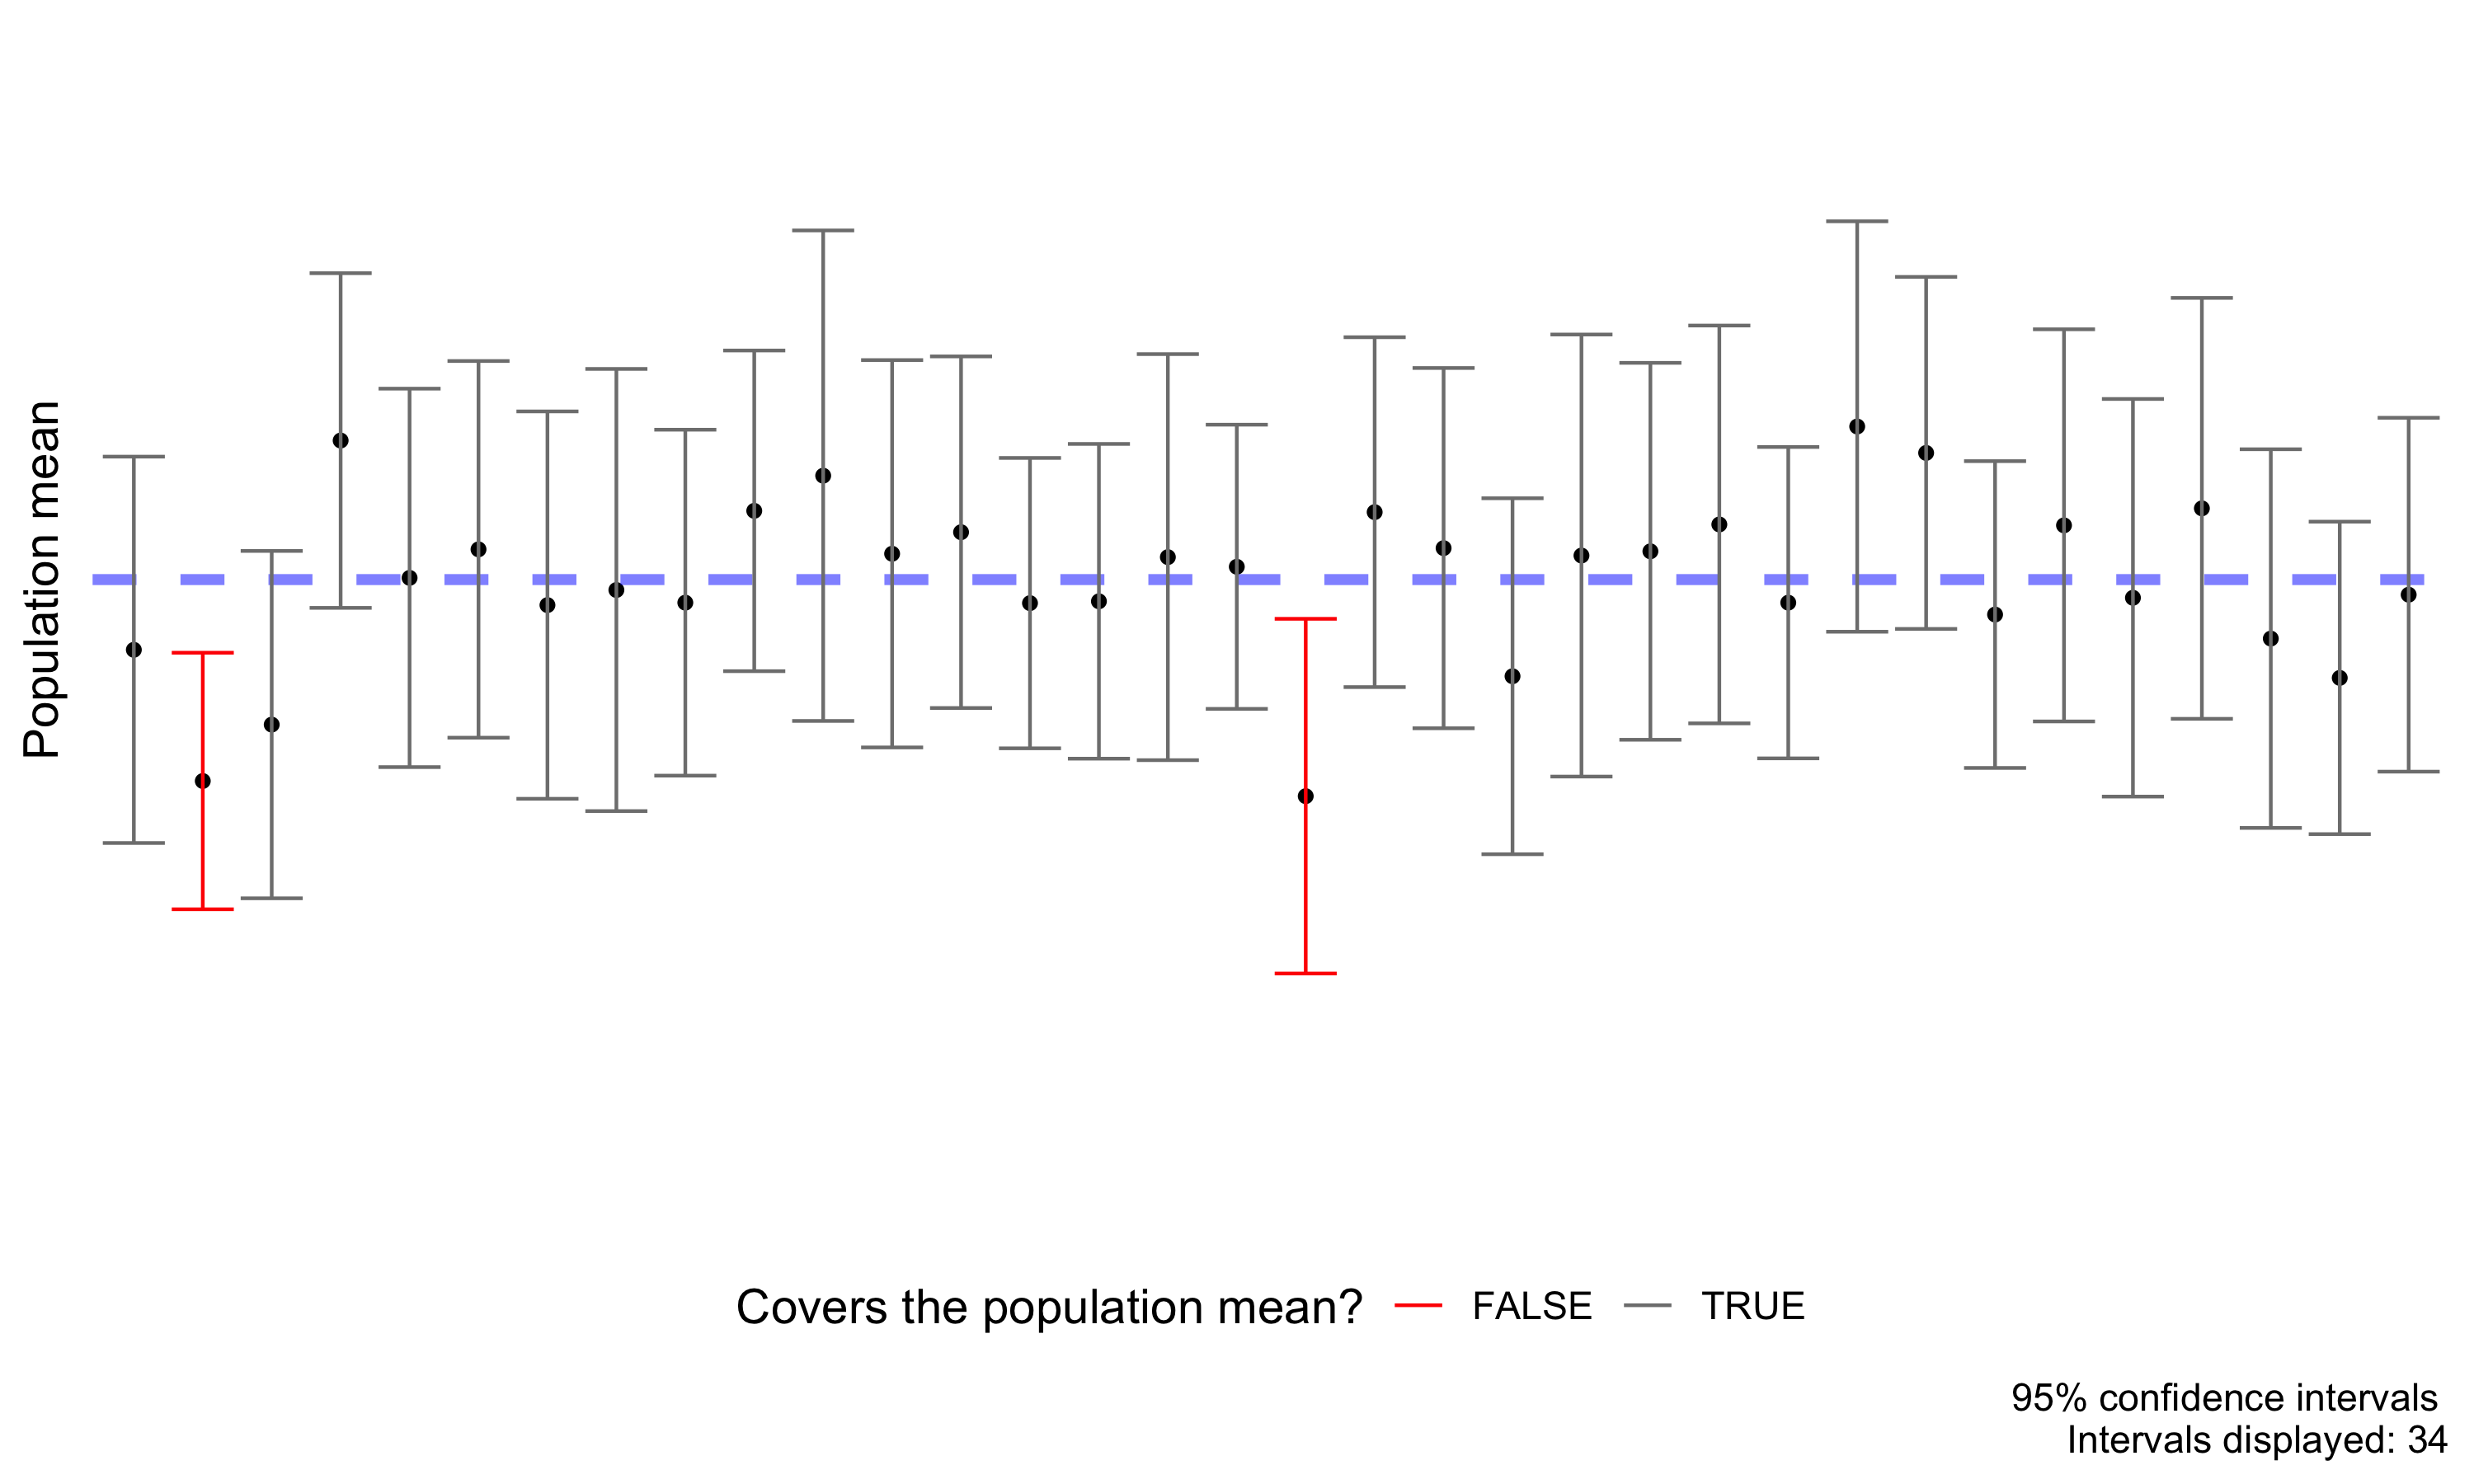 Population mean
Covers the population mean? FALSE TRUE
95% confidence intervals
Intervals displayed: 34